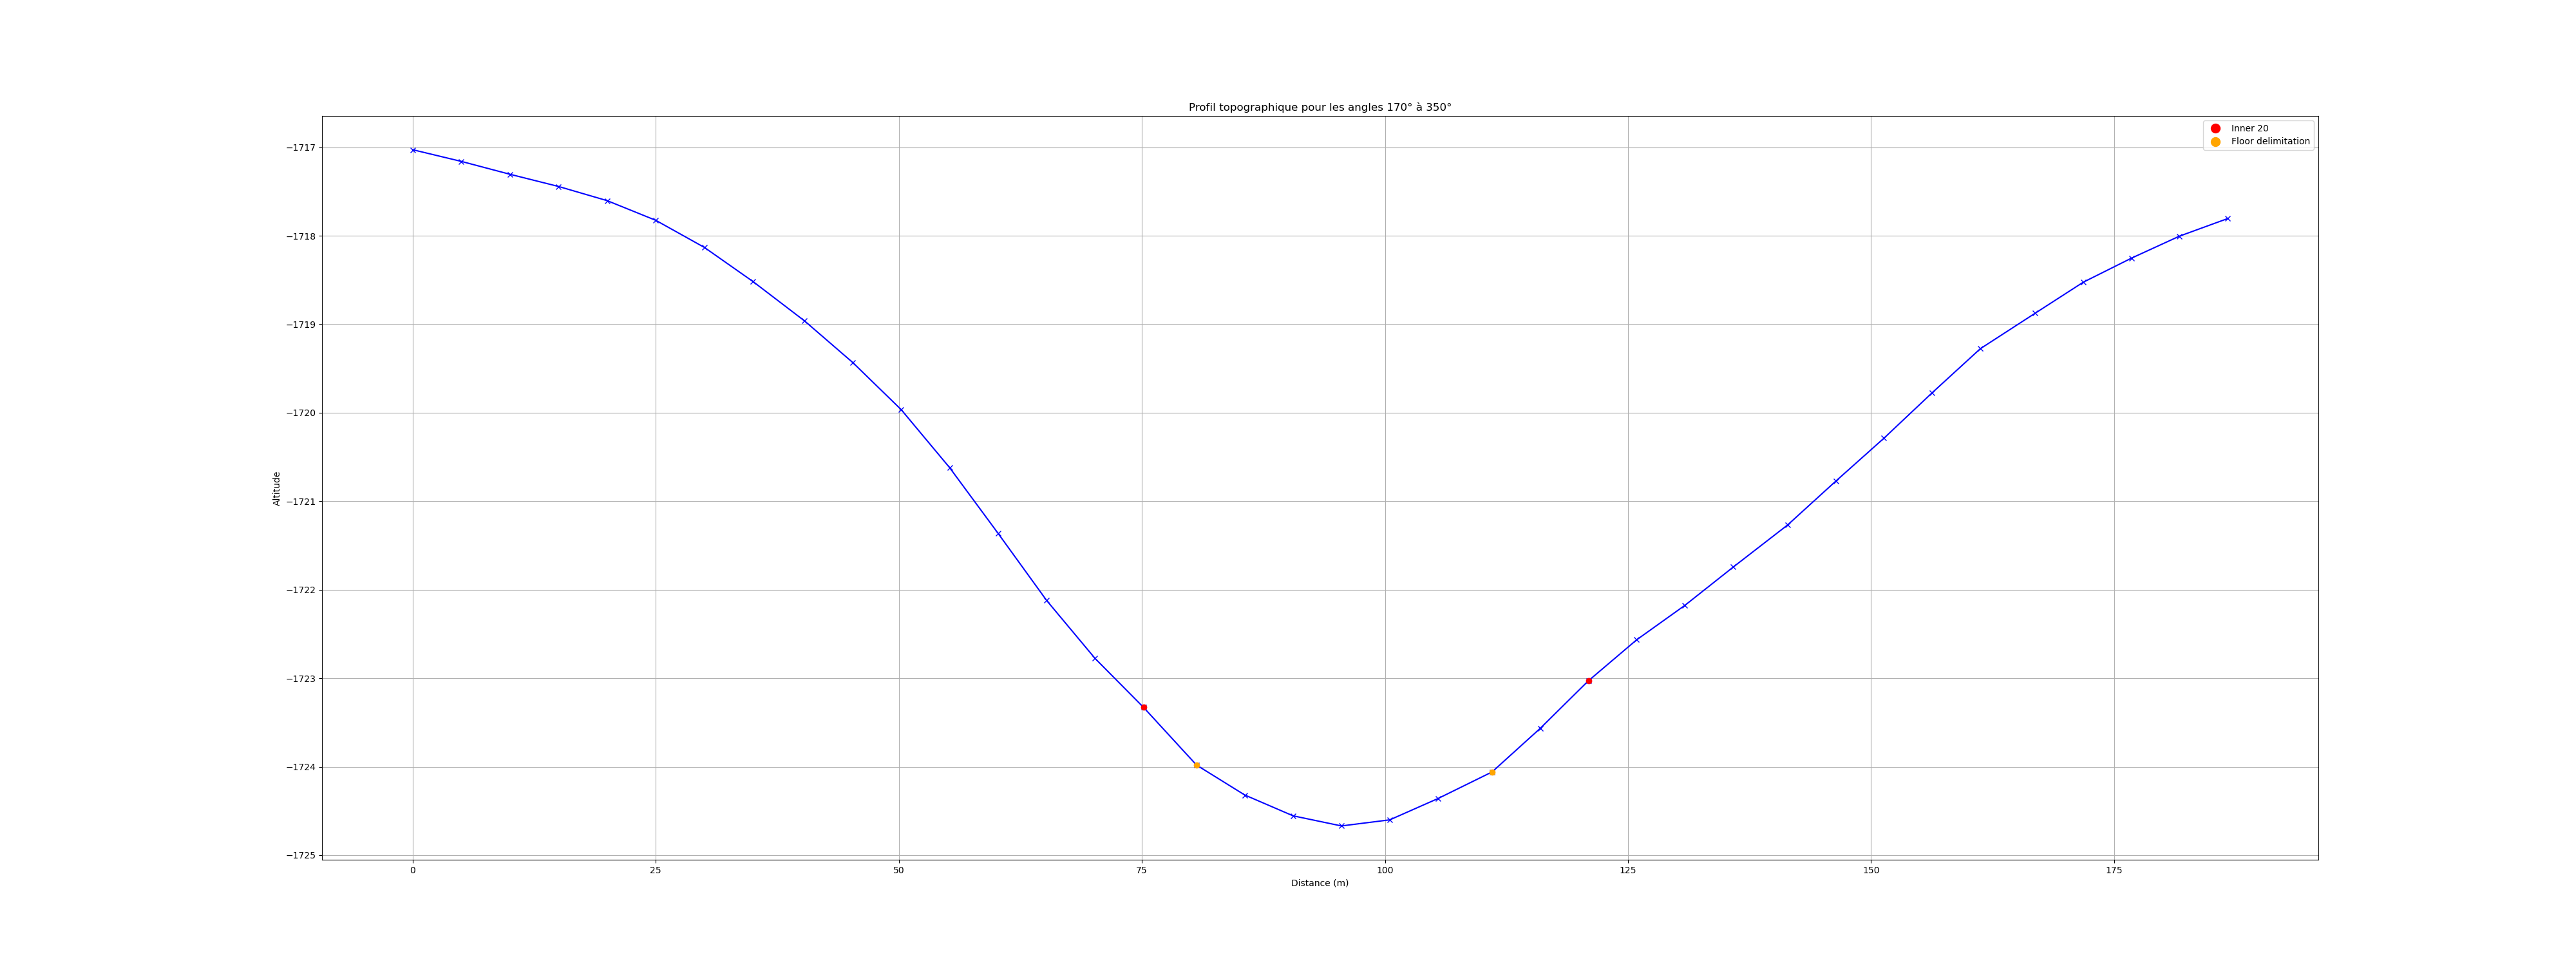 Profil topographique pour les angles 170° à 350°
Inner 20
Floor delimitation
−1717
−1718
−1719
−1720
−1721
−1722
−1723
−1724
−1725
Altitude
0 25 50 75 100 125 150 175
Distance (m)